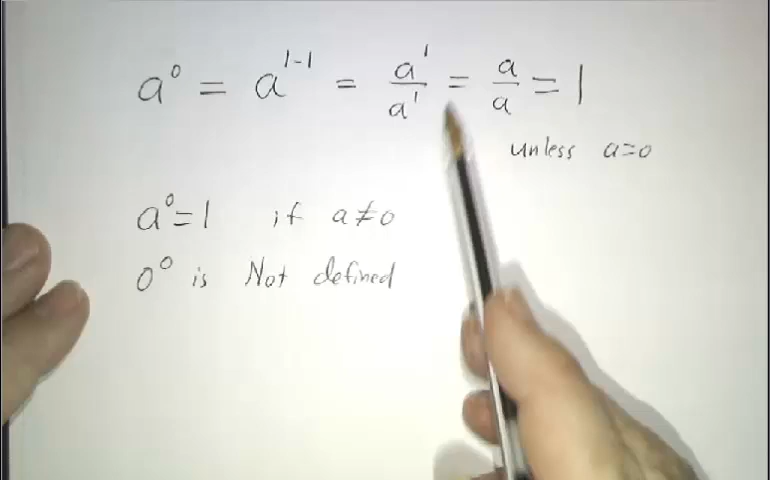 a⁰ = a¹⁻¹ = a¹/a¹ = a/a = 1
unless a=0
a⁰=1 if a≠0
0⁰ is Not defined